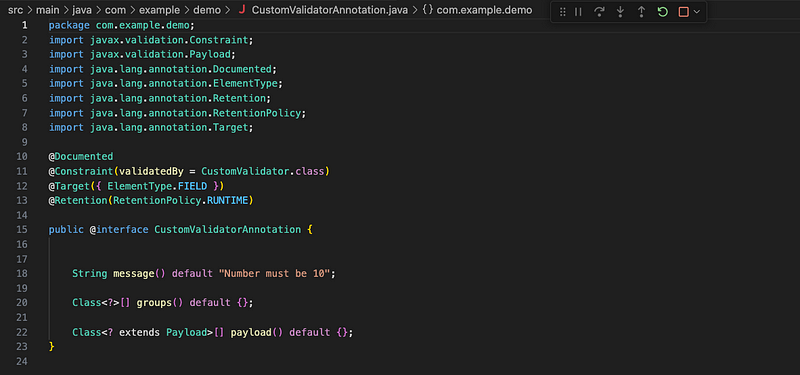 src > main > java > com > example > demo > J CustomValidatorAnnotation.java > {} com.example.demo
1 package com.example.demo;
2 import javax.validation.Constraint;
3 import javax.validation.Payload;
4 import java.lang.annotation.Documented;
5 import java.lang.annotation.ElementType;
6 import java.lang.annotation.Retention;
7 import java.lang.annotation.RetentionPolicy;
8 import java.lang.annotation.Target;
9
10 @Documented
11 @Constraint(validatedBy = CustomValidator.class)
12 @Target({ ElementType.FIELD })
13 @Retention(RetentionPolicy.RUNTIME)
14
15 public @interface CustomValidatorAnnotation {
16
17
18 String message() default "Number must be 10";
19
20 Class<?>[] groups() default {};
21
22 Class<? extends Payload>[] payload() default {};
23 }
24